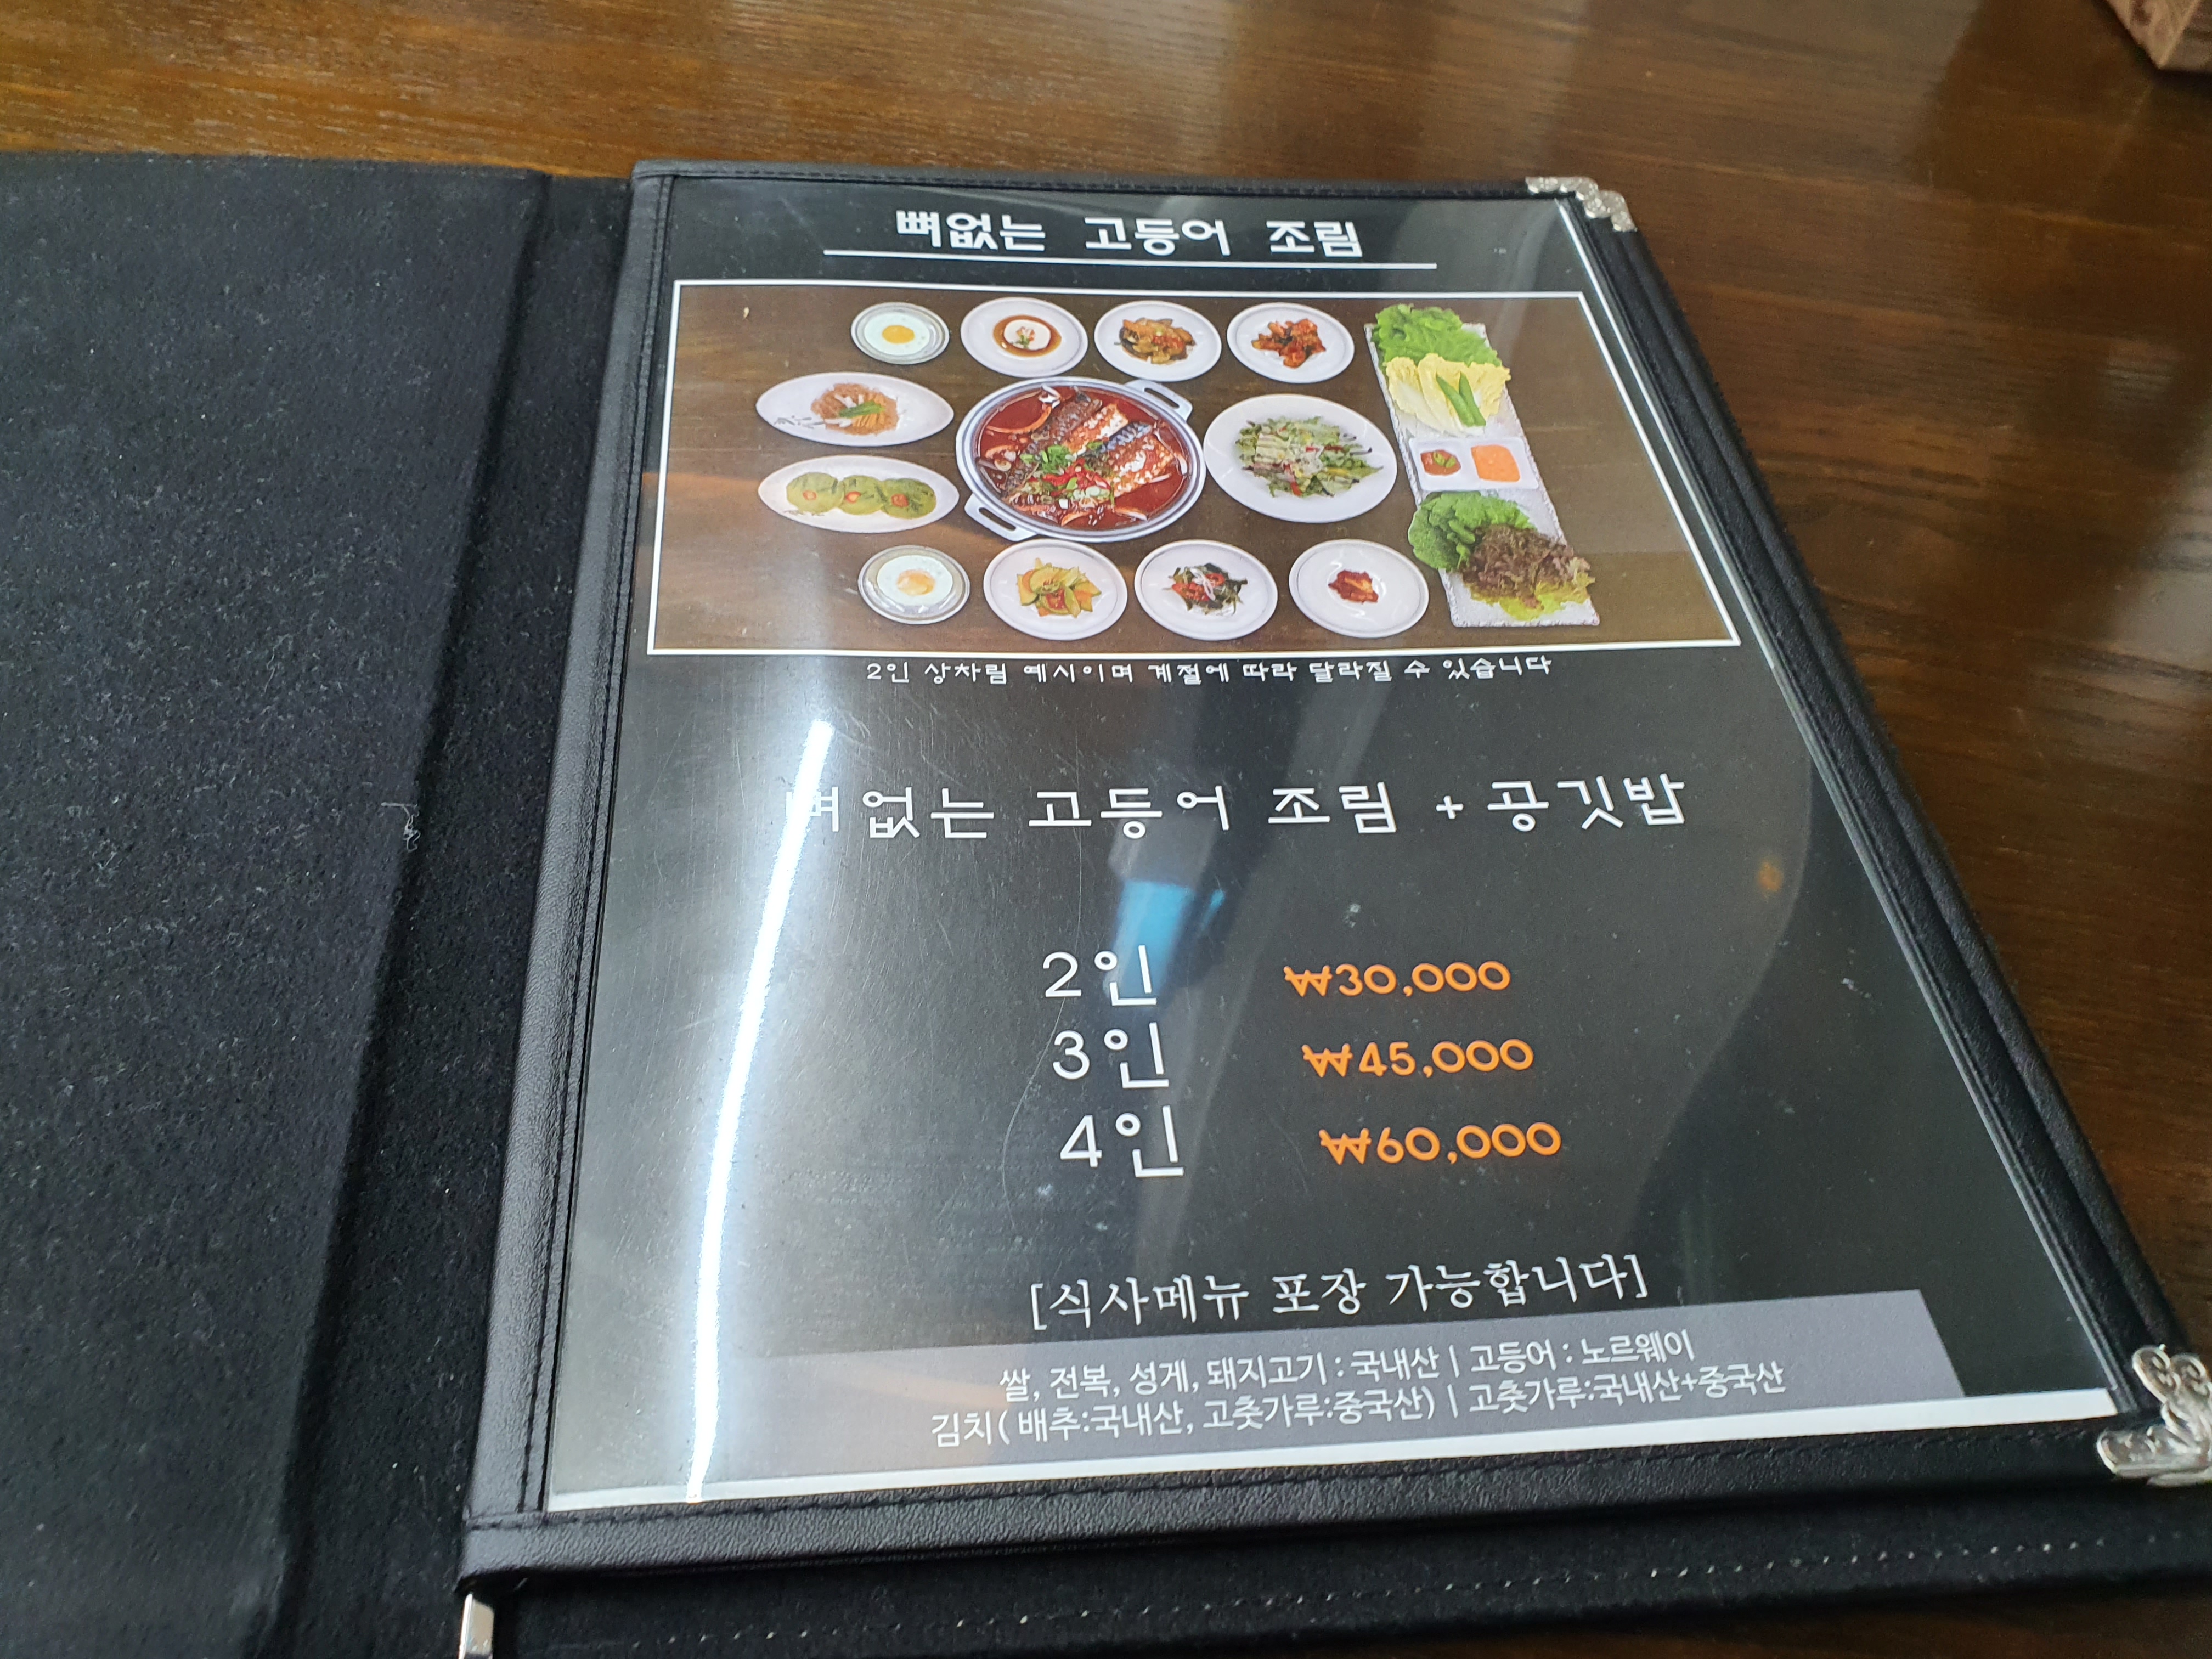 뼈없는 고등어 조림
2인 상차림 예시이며 계절에 따라 달라질 수 있습니다
뼈없는 고등어 조림 + 공깃밥
2인 ₩30,000
3인 ₩45,000
4인 ₩60,000
[식사메뉴 포장 가능합니다]
쌀, 전복, 성게, 돼지고기 : 국내산 | 고등어 : 노르웨이
김치( 배추:국내산, 고춧가루:중국산) | 고춧가루:국내산+중국산